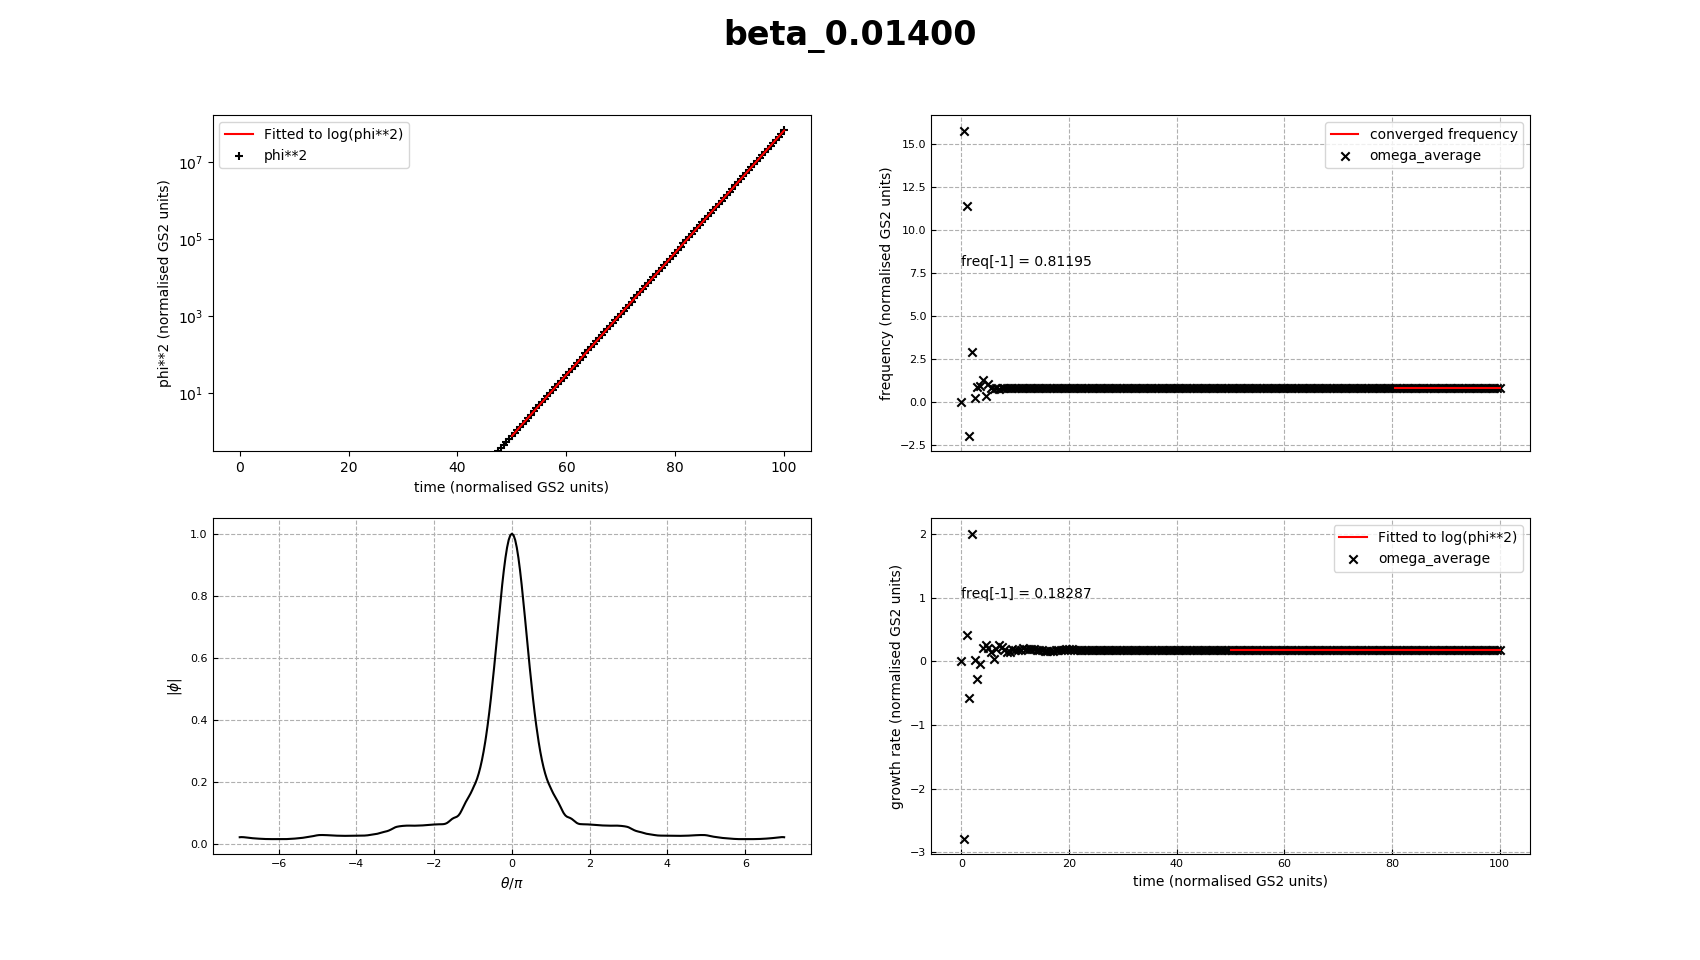 beta_0.01400
Fitted to log(phi**2)
phi**2
10^7
10^5
10^3
10^1
phi**2 (normalised GS2 units)
0 20 40 60 80 100
time (normalised GS2 units)
converged frequency
omega_average
15.0
12.5
10.0
7.5
5.0
2.5
0.0
−2.5
frequency (normalised GS2 units)
freq[-1] = 0.81195
1.0
0.8
0.6
0.4
0.2
0.0
|ϕ|
−6 −4 −2 0 2 4 6
θ/π
Fitted to log(phi**2)
omega_average
2
1
0
−1
−2
−3
growth rate (normalised GS2 units)
freq[-1] = 0.18287
0 20 40 60 80 100
time (normalised GS2 units)